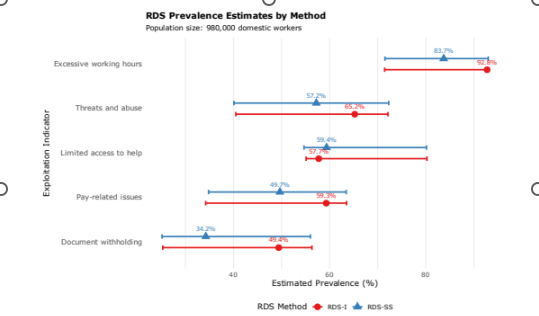 RDS Prevalence Estimates by Method
Population size: 980,000 domestic workers
Exploitation Indicator
Excessive working hours
83.7%
92.8%
Threats and abuse
57.2%
65.2%
Limited access to help
59.4%
57.7%
Pay-related issues
49.7%
59.3%
Document withholding
34.2%
49.4%
40 60 80
Estimated Prevalence (%)
RDS Method RDS-I RDS-SS